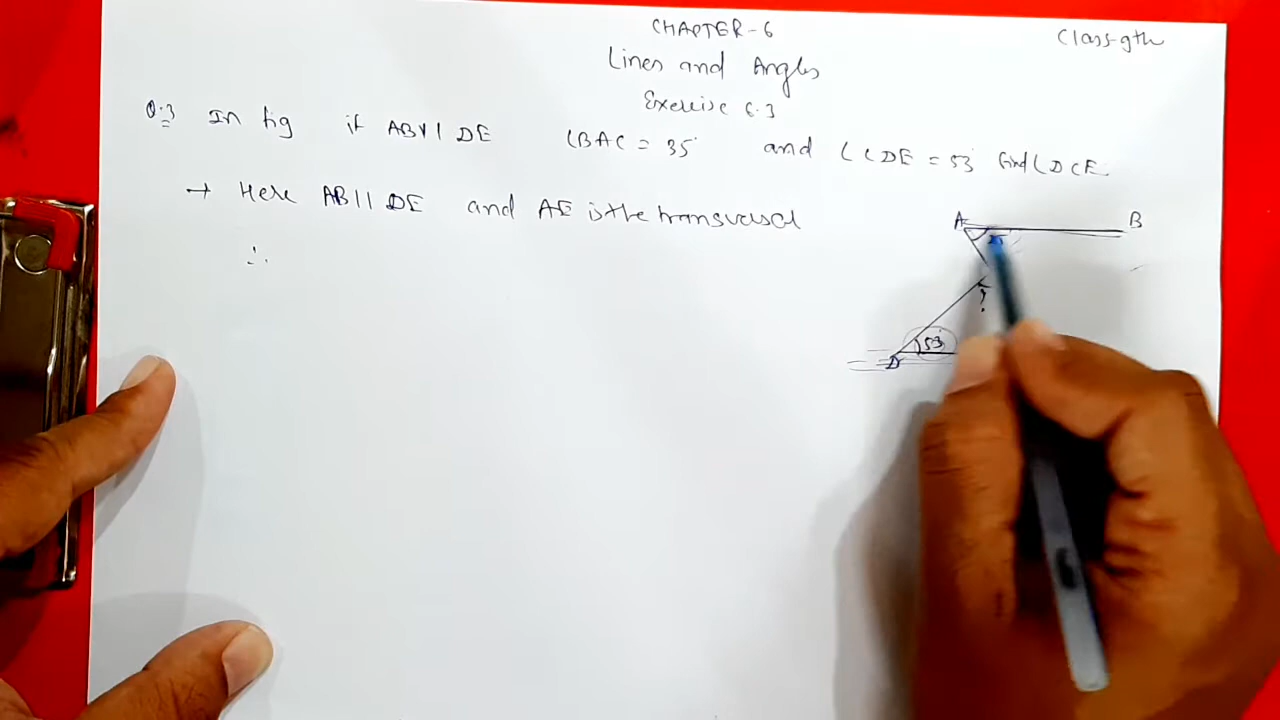 CHAPTER-6
Class-9th
Lines and Angles
Exercise 6.3
Q.3 In fig if AB || DE ∠BAC = 35° and ∠CDE = 53° find ∠DCE.
→ Here AB || DE and AE is the transversal
∴
A B
?
53°
D